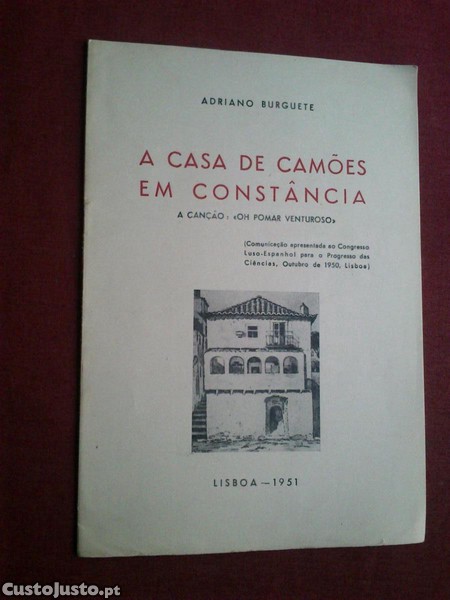 ADRIANO BURGUETE
A CASA DE CAMÕES
EM CONSTÂNCIA
A CANÇÃO: «OH POMAR VENTUROSO»
(Comunicação apresentada ao Congresso
Luso-Espanhol para o Progresso das
Ciências, Outubro de 1950, Lisboa)
LISBOA — 1951
CustoJusto.pt